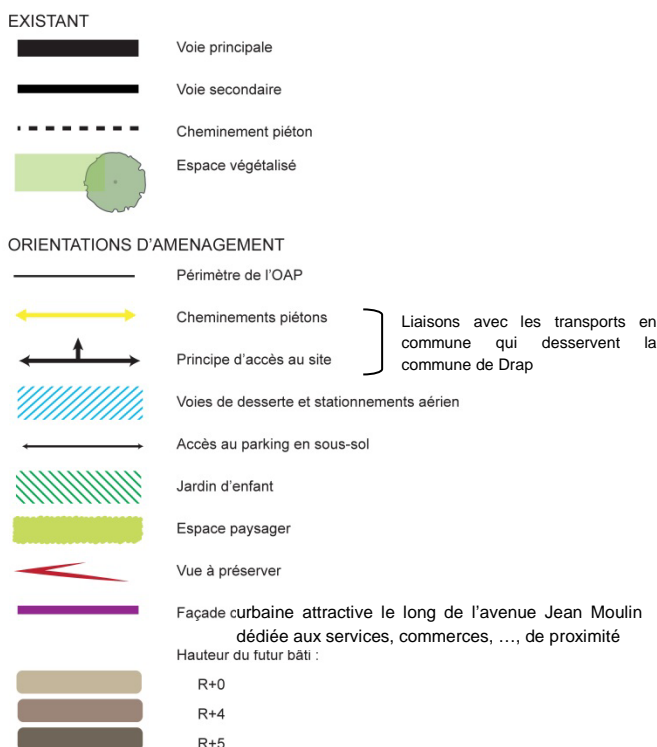 EXISTANT
Voie principale
Voie secondaire
Cheminement piéton
Espace végétalisé
ORIENTATIONS D'AMENAGEMENT
Périmètre de l'OAP
Cheminements piétons
Principe d'accès au site
Liaisons avec les transports en
commune qui desservent la
commune de Drap
Voies de desserte et stationnements aérien
Accès au parking en sous-sol
Jardin d'enfant
Espace paysager
Vue à préserver
Façade curbaine attractive le long de l'avenue Jean Moulin
dédiée aux services, commerces, …, de proximité
Hauteur du futur bâti :
R+0
R+4
R+5